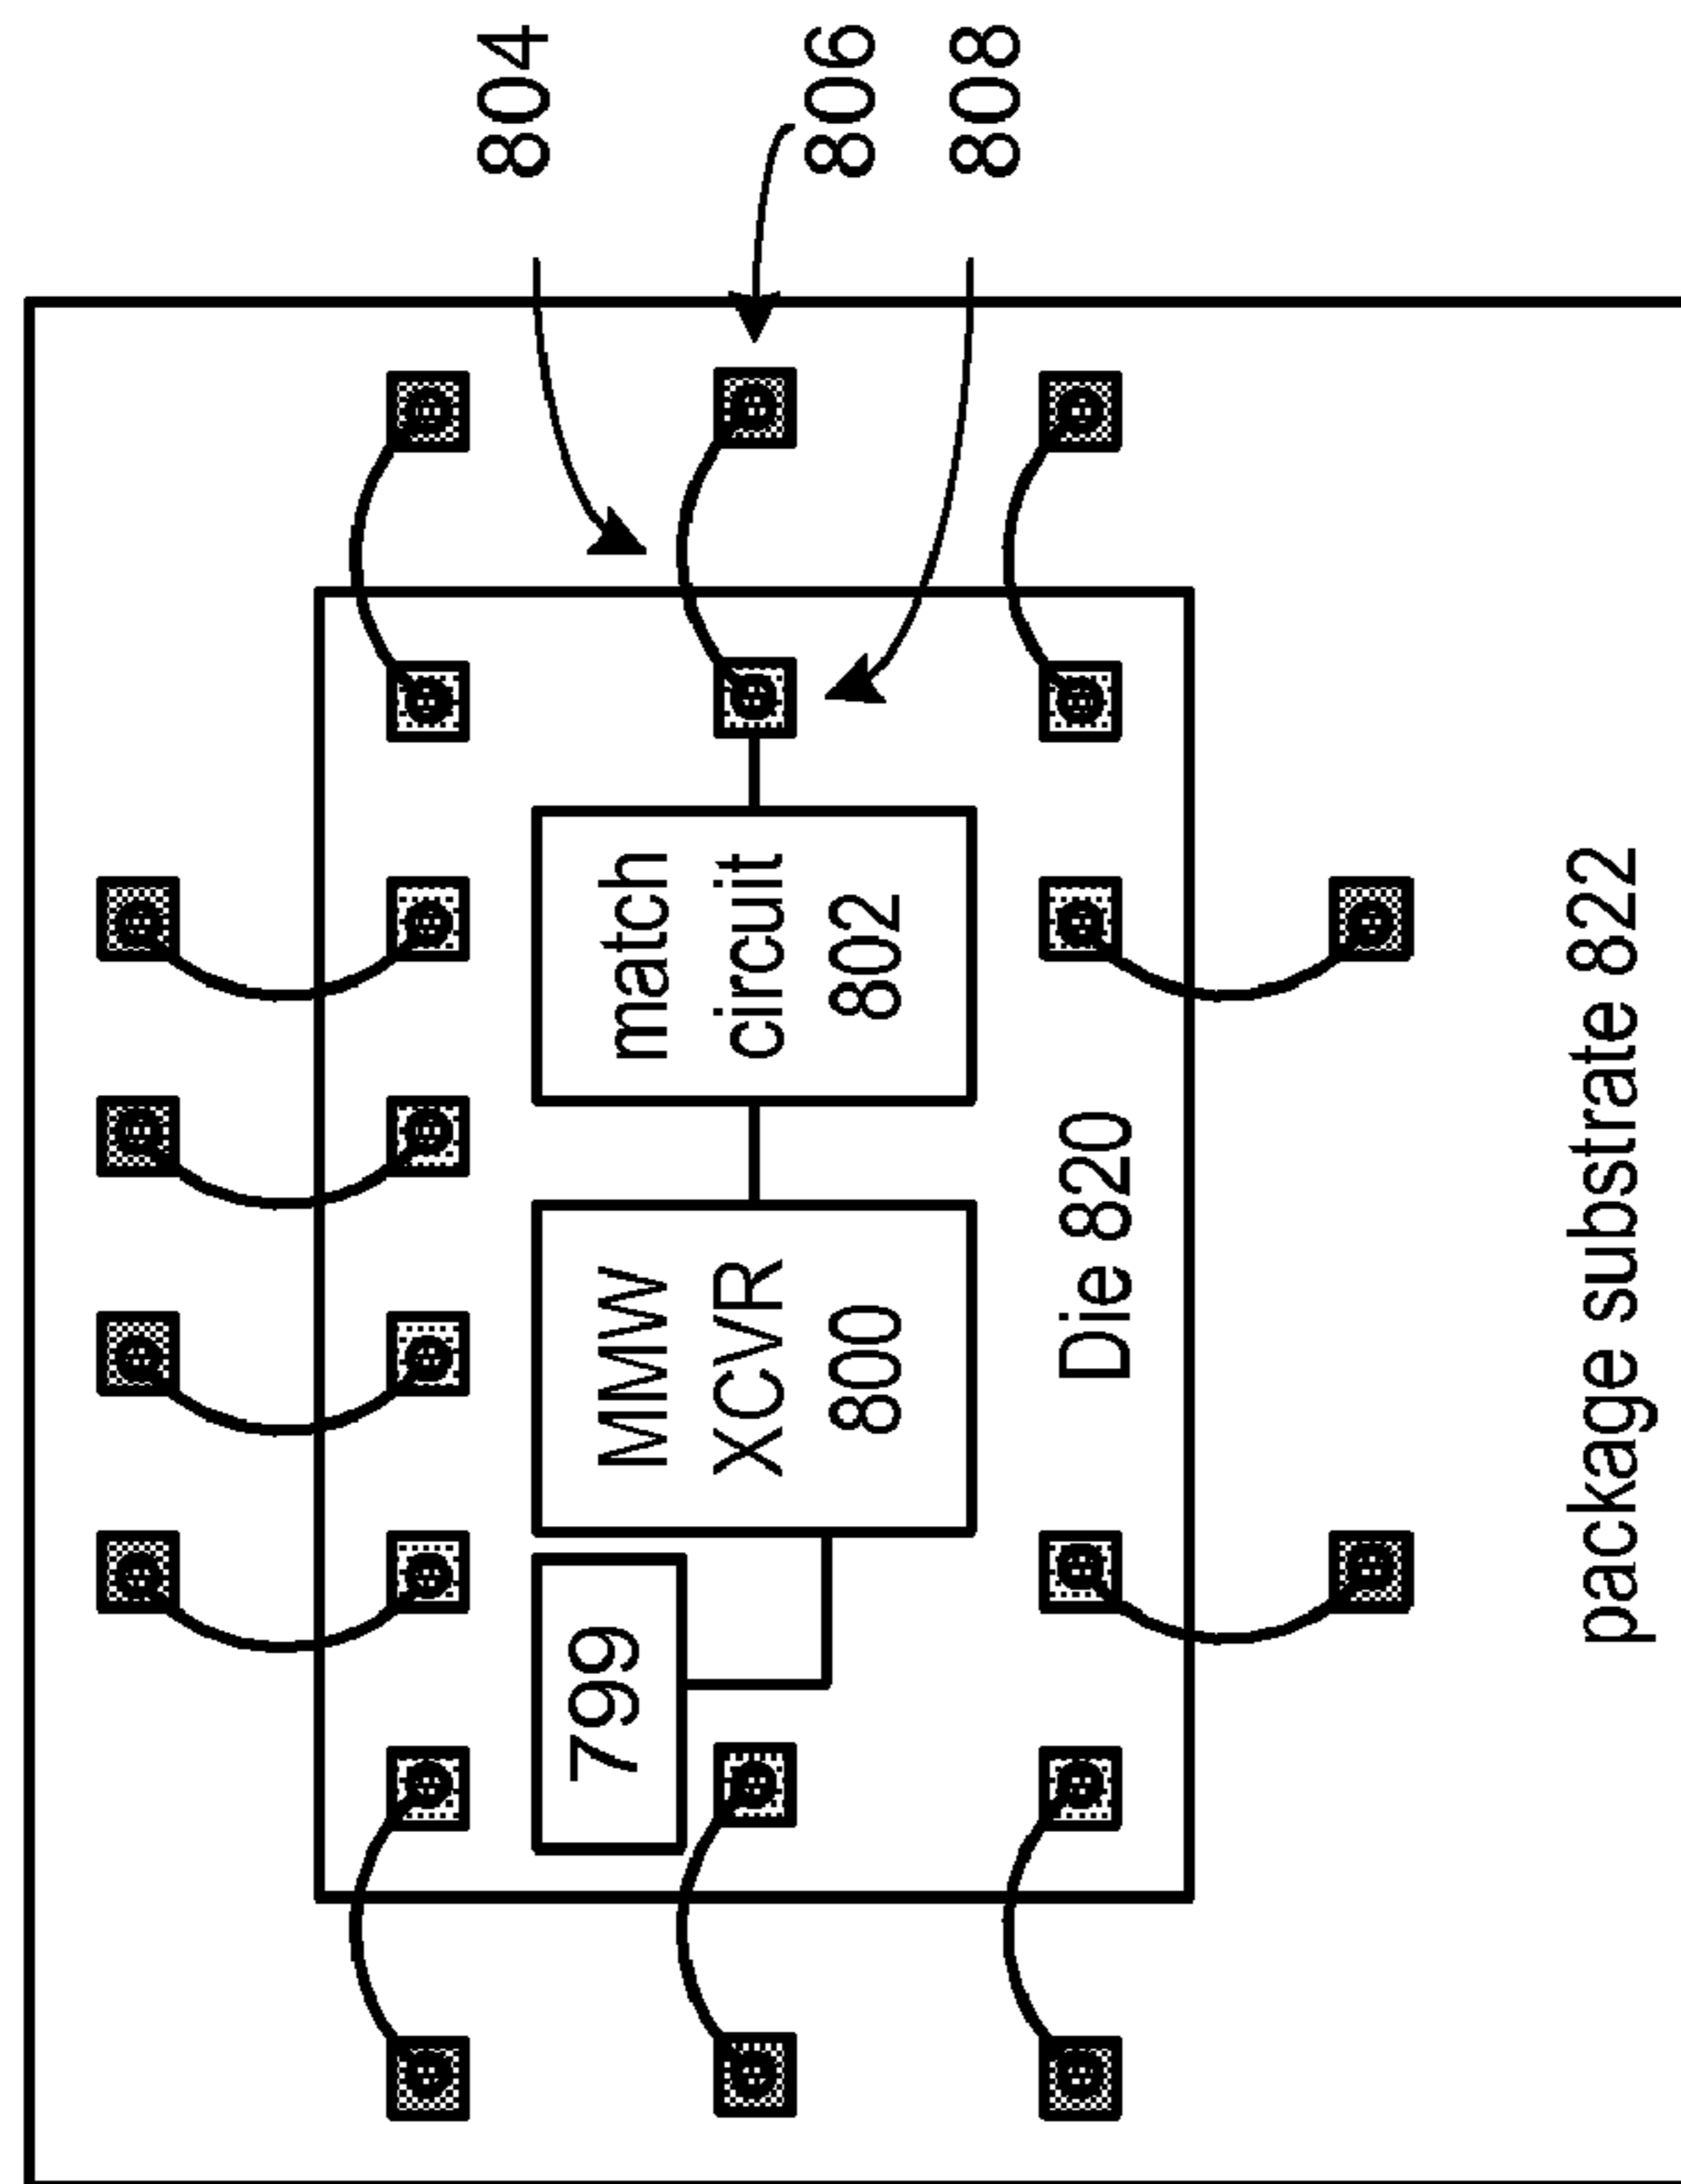 804
806
808
match
circuit
802
MMW
XCVR
800
799
Die 820
package substrate 822